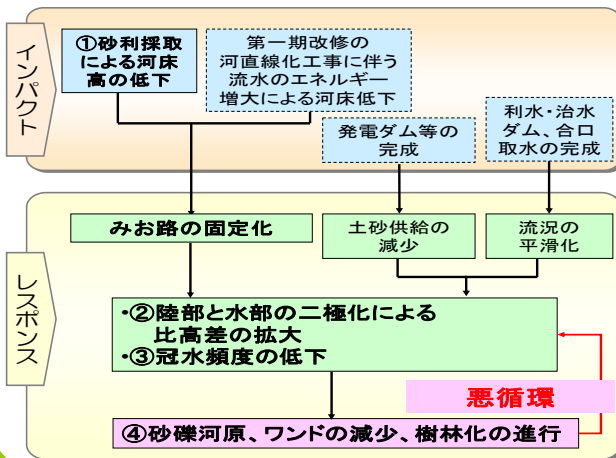 インパクト
①砂利採取
による河床
高の低下
第一期改修の
河直線化工事に伴う
流水のエネルギー
増大による河床低下
発電ダム等の
完成
利水・治水
ダム、合口
取水の完成
レスポンス
みお路の固定化
土砂供給の
減少
流況の
平滑化
・②陸部と水部の二極化による
比高差の拡大
・③冠水頻度の低下
悪循環
④砂礫河原、ワンドの減少、樹林化の進行